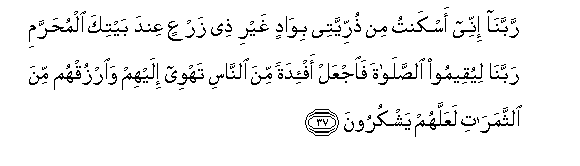 رَّبَّنَآ إِنِّىٓ أَسْكَنتُ مِن ذُرِّيَّتِى بِوَادٍ غَيْرِ ذِى زَرْعٍ عِندَ بَيْتِكَ ٱلْمُحَرَّمِ
رَبَّنَا لِيُقِيمُوا۟ ٱلصَّلَوٰةَ فَٱجْعَلْ أَفْـِٔدَةً مِّنَ ٱلنَّاسِ تَهْوِىٓ إِلَيْهِمْ وَٱرْزُقْهُم مِّنَ
ٱلثَّمَرَٰتِ لَعَلَّهُمْ يَشْكُرُونَ ٣٧